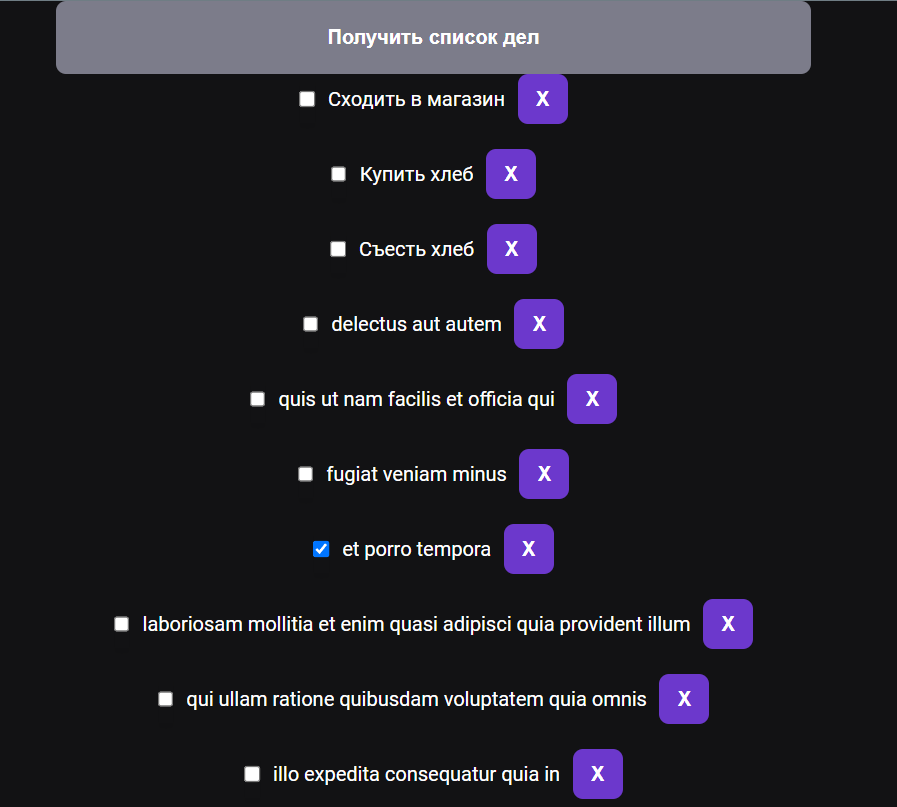 Получить список дел
Сходить в магазин X
Купить хлеб X
Съесть хлеб X
delectus aut autem X
quis ut nam facilis et officia qui X
fugiat veniam minus X
et porro tempora X
laboriosam mollitia et enim quasi adipisci quia provident illum X
qui ullam ratione quibusdam voluptatem quia omnis X
illo expedita consequatur quia in X